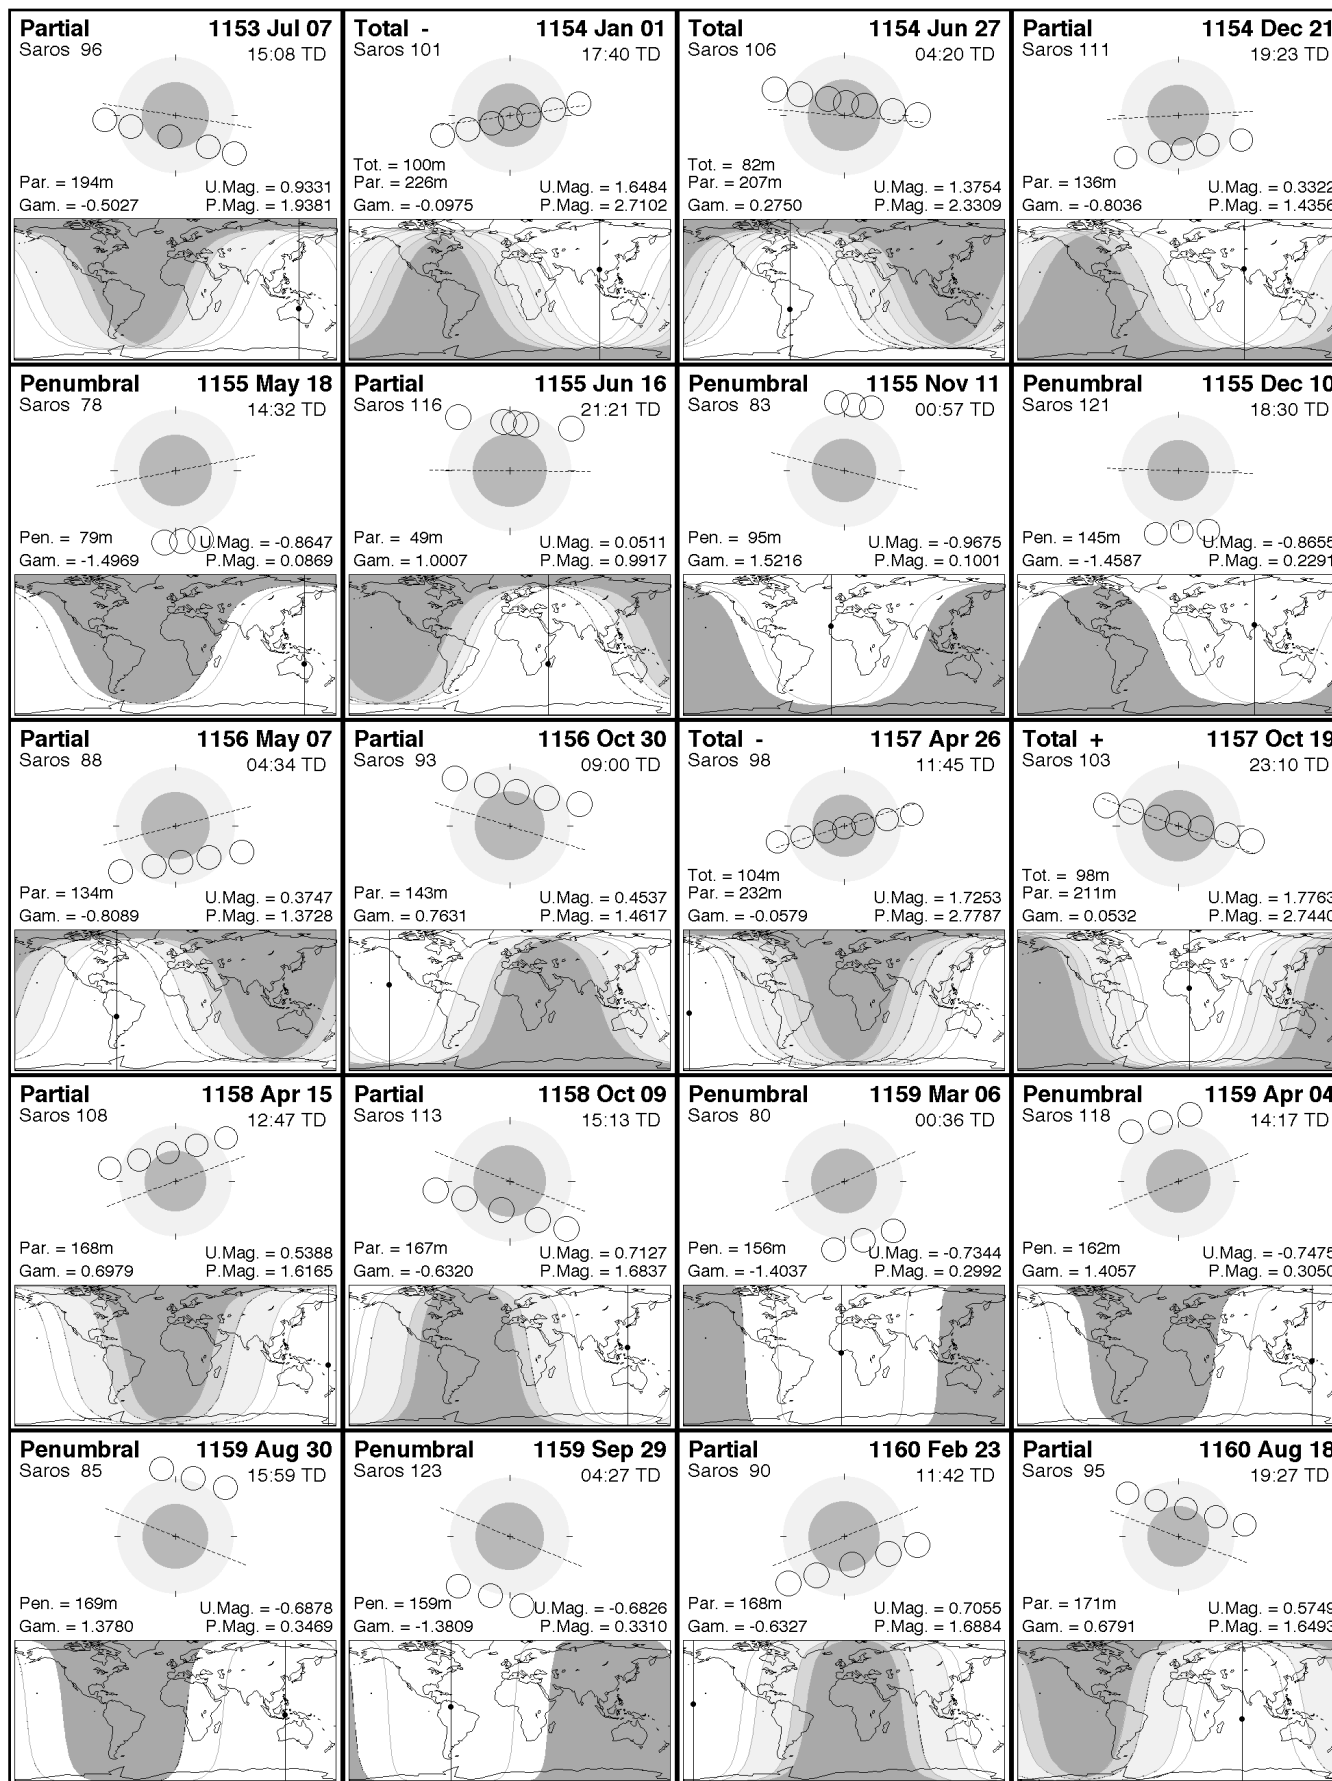 Partial 1153 Jul 07
Saros 96 15:08 TD
Par. = 194m U.Mag. = 0.9331
Gam. = -0.5027 P.Mag. = 1.9381
Total - 1154 Jan 01
Saros 101 17:40 TD
Tot. = 100m
Par. = 226m U.Mag. = 1.6484
Gam. = -0.0975 P.Mag. = 2.7102
Total 1154 Jun 27
Saros 106 04:20 TD
Tot. = 82m
Par. = 207m U.Mag. = 1.3754
Gam. = 0.2750 P.Mag. = 2.3309
Partial 1154 Dec 21
Saros 111 19:23 TD
Par. = 136m U.Mag. = 0.3322
Gam. = -0.8036 P.Mag. = 1.4356
Penumbral 1155 May 18
Saros 78 14:32 TD
Pen. = 79m U.Mag. = -0.8647
Gam. = -1.4969 P.Mag. = 0.0869
Partial 1155 Jun 16
Saros 116 21:21 TD
Par. = 49m U.Mag. = 0.0511
Gam. = 1.0007 P.Mag. = 0.9917
Penumbral 1155 Nov 11
Saros 83 00:57 TD
Pen. = 95m U.Mag. = -0.9675
Gam. = 1.5216 P.Mag. = 0.1001
Penumbral 1155 Dec 10
Saros 121 18:30 TD
Pen. = 145m U.Mag. = -0.8655
Gam. = -1.4587 P.Mag. = 0.2291
Partial 1156 May 07
Saros 88 04:34 TD
Par. = 134m U.Mag. = 0.3747
Gam. = -0.8089 P.Mag. = 1.3728
Partial 1156 Oct 30
Saros 93 09:00 TD
Par. = 143m U.Mag. = 0.4537
Gam. = 0.7631 P.Mag. = 1.4617
Total - 1157 Apr 26
Saros 98 11:45 TD
Tot. = 104m
Par. = 232m U.Mag. = 1.7253
Gam. = -0.0579 P.Mag. = 2.7787
Total + 1157 Oct 19
Saros 103 23:10 TD
Tot. = 98m
Par. = 211m U.Mag. = 1.7763
Gam. = 0.0532 P.Mag. = 2.7440
Partial 1158 Apr 15
Saros 108 12:47 TD
Par. = 168m U.Mag. = 0.5388
Gam. = 0.6979 P.Mag. = 1.6165
Partial 1158 Oct 09
Saros 113 15:13 TD
Par. = 167m U.Mag. = 0.7127
Gam. = -0.6320 P.Mag. = 1.6837
Penumbral 1159 Mar 06
Saros 80 00:36 TD
Pen. = 156m U.Mag. = -0.7344
Gam. = -1.4037 P.Mag. = 0.2992
Penumbral 1159 Apr 04
Saros 118 14:17 TD
Pen. = 162m U.Mag. = -0.7475
Gam. = 1.4057 P.Mag. = 0.3050
Penumbral 1159 Aug 30
Saros 85 15:59 TD
Pen. = 169m U.Mag. = -0.6878
Gam. = 1.3780 P.Mag. = 0.3469
Penumbral 1159 Sep 29
Saros 123 04:27 TD
Pen. = 159m U.Mag. = -0.6826
Gam. = -1.3809 P.Mag. = 0.3310
Partial 1160 Feb 23
Saros 90 11:42 TD
Par. = 168m U.Mag. = 0.7055
Gam. = -0.6327 P.Mag. = 1.6884
Partial 1160 Aug 18
Saros 95 19:27 TD
Par. = 171m U.Mag. = 0.5749
Gam. = 0.6791 P.Mag. = 1.6493